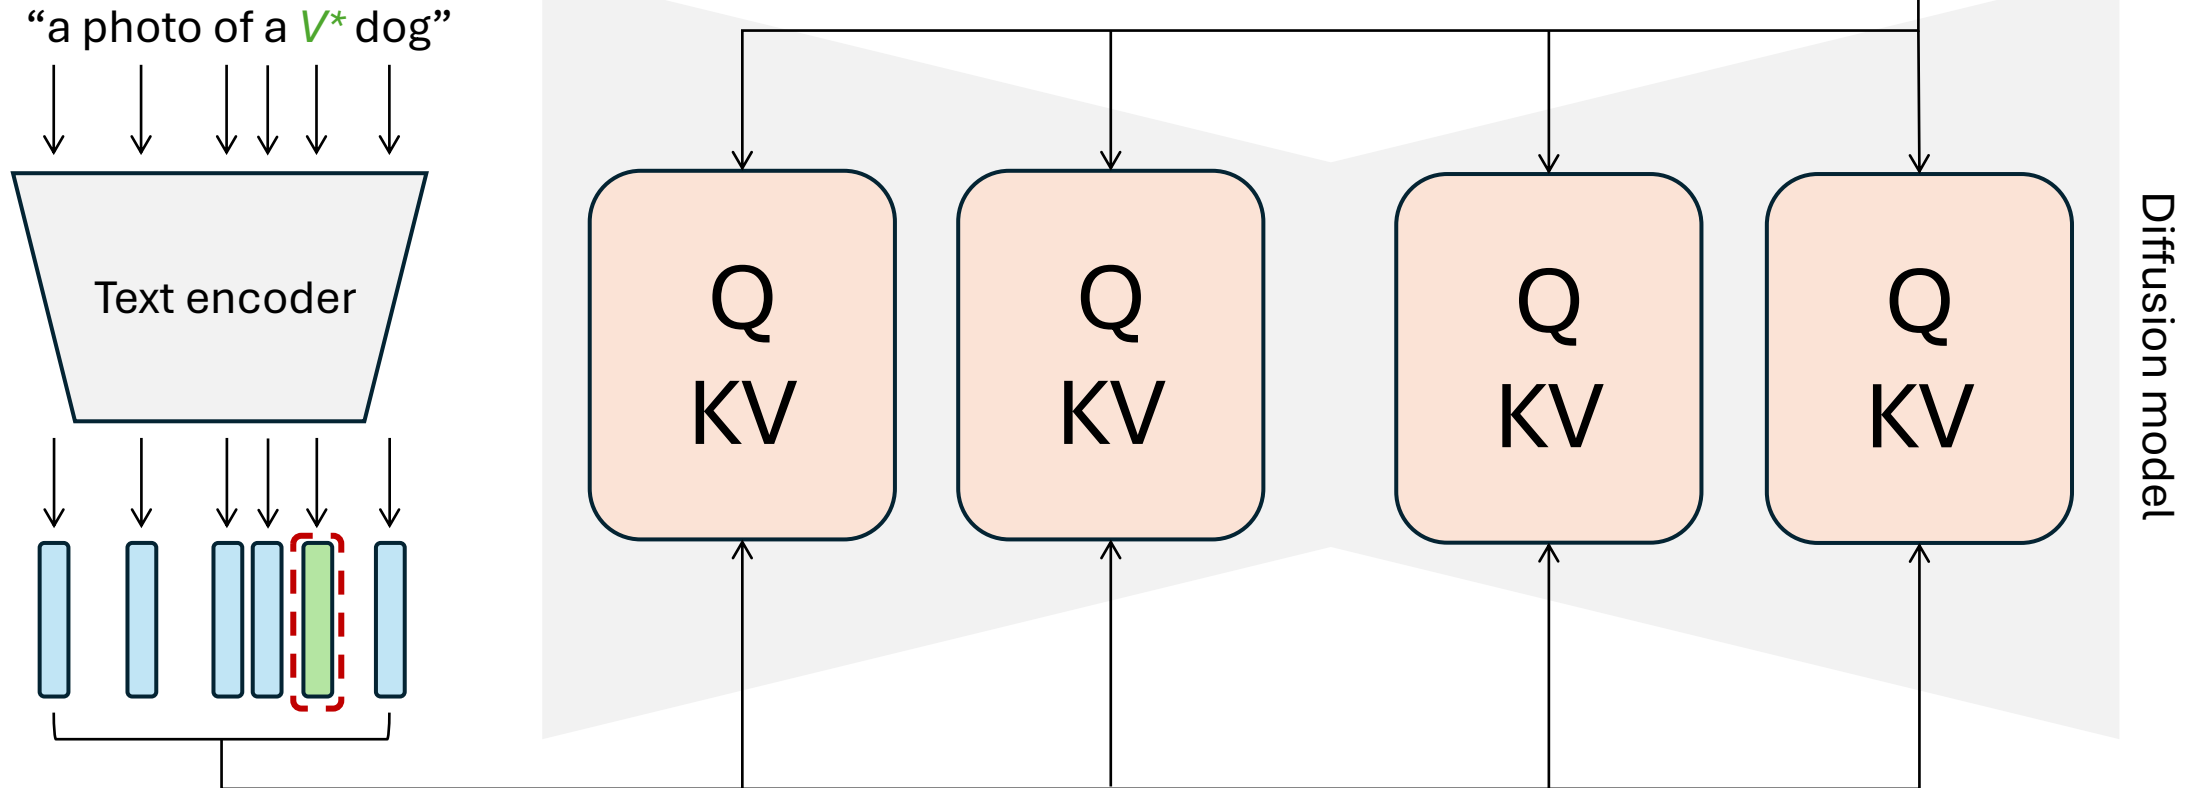 “a photo of a V* dog”
Text encoder
Q
KV
Q
KV
Q
KV
Q
KV
Diffusion model